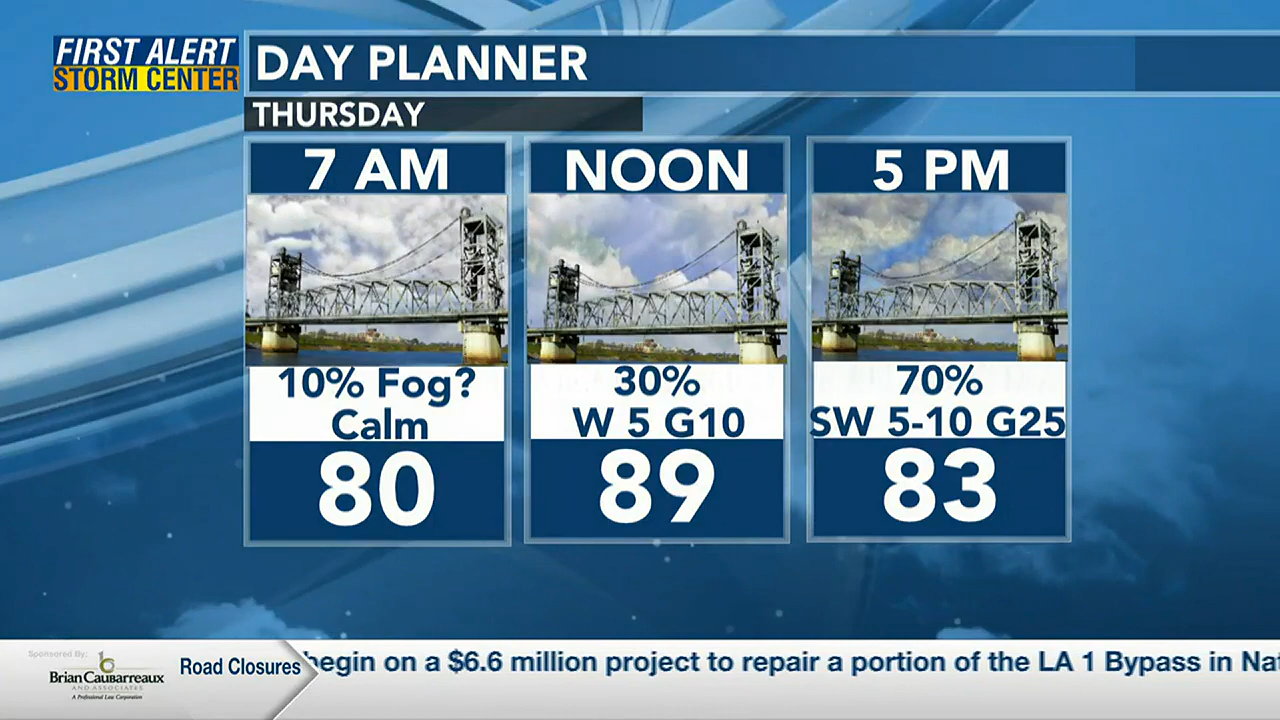 FIRST ALERT
STORM CENTER
DAY PLANNER
THURSDAY
7 AM
10% Fog?
Calm
80
NOON
30%
W 5 G10
89
5 PM
70%
SW 5-10 G25
83
Sponsored By:
Brian Caubarreaux
AND ASSOCIATES
A Professional Law Corporation
Road Closures
begin on a $6.6 million project to repair a portion of the LA 1 Bypass in Nat